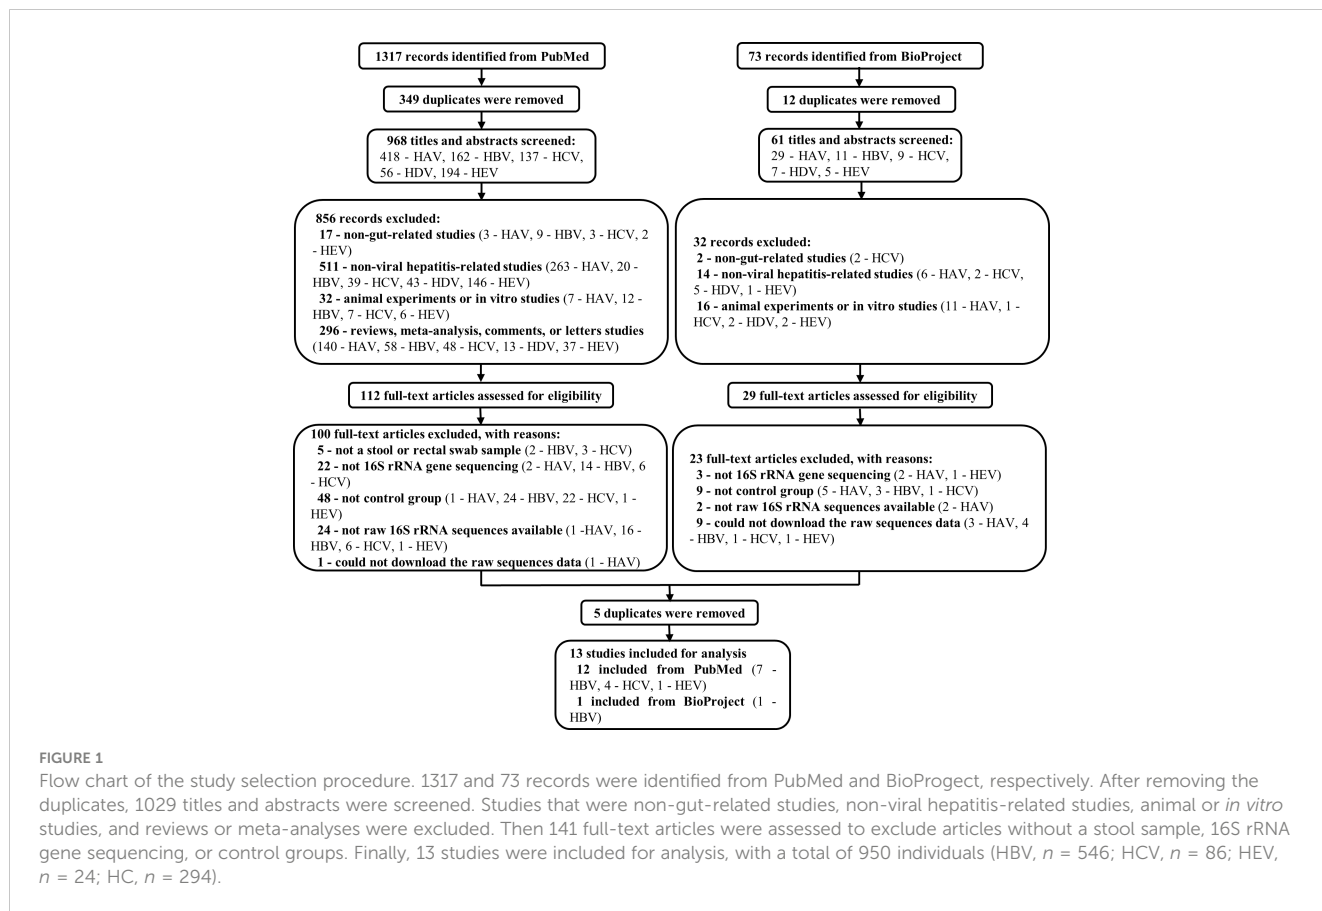 1317 records identified from PubMed
349 duplicates were removed
968 titles and abstracts screened:
418 - HAV, 162 - HBV, 137 - HCV,
56 - HDV, 194 - HEV
856 records excluded:
17 - non-gut-related studies (3 - HAV, 9 - HBV, 3 - HCV, 2
- HEV)
511 - non-viral hepatitis-related studies (263 - HAV, 20 -
HBV, 39 - HCV, 43 - HDV, 146 - HEV)
32 - animal experiments or in vitro studies (7 - HAV, 12 -
HBV, 7 - HCV, 6 - HEV)
296 - reviews, meta-analysis, comments, or letters studies
(140 - HAV, 58 - HBV, 48 - HCV, 13 - HDV, 37 - HEV)
112 full-text articles assessed for eligibility
100 full-text articles excluded, with reasons:
5 - not a stool or rectal swab sample (2 - HBV, 3 - HCV)
22 - not 16S rRNA gene sequencing (2 - HAV, 14 - HBV, 6
- HCV)
48 - not control group (1 - HAV, 24 - HBV, 22 - HCV, 1 -
HEV)
24 - not raw 16S rRNA sequences available (1 -HAV, 16 -
HBV, 6 - HCV, 1 - HEV)
1 - could not download the raw sequences data (1 - HAV)
73 records identified from BioProject
12 duplicates were removed
61 titles and abstracts screened:
29 - HAV, 11 - HBV, 9 - HCV,
7 - HDV, 5 - HEV
32 records excluded:
2 - non-gut-related studies (2 - HCV)
14 - non-viral hepatitis-related studies (6 - HAV, 2 - HCV,
5 - HDV, 1 - HEV)
16 - animal experiments or in vitro studies (11 - HAV, 1 -
HCV, 2 - HDV, 2 - HEV)
29 full-text articles assessed for eligibility
23 full-text articles excluded, with reasons:
3 - not 16S rRNA gene sequencing (2 - HAV, 1 - HEV)
9 - not control group (5 - HAV, 3 - HBV, 1 - HCV)
2 - not raw 16S rRNA sequences available (2 - HAV)
9 - could not download the raw sequences data (3 - HAV, 4
- HBV, 1 - HCV, 1 - HEV)
5 duplicates were removed
13 studies included for analysis
12 included from PubMed (7 -
HBV, 4 - HCV, 1 - HEV)
1 included from BioProject (1 -
HBV)
FIGURE 1
Flow chart of the study selection procedure. 1317 and 73 records were identified from PubMed and BioProgect, respectively. After removing the
duplicates, 1029 titles and abstracts were screened. Studies that were non-gut-related studies, non-viral hepatitis-related studies, animal or in vitro
studies, and reviews or meta-analyses were excluded. Then 141 full-text articles were assessed to exclude articles without a stool sample, 16S rRNA
gene sequencing, or control groups. Finally, 13 studies were included for analysis, with a total of 950 individuals (HBV, n = 546; HCV, n = 86; HEV,
n = 24; HC, n = 294).